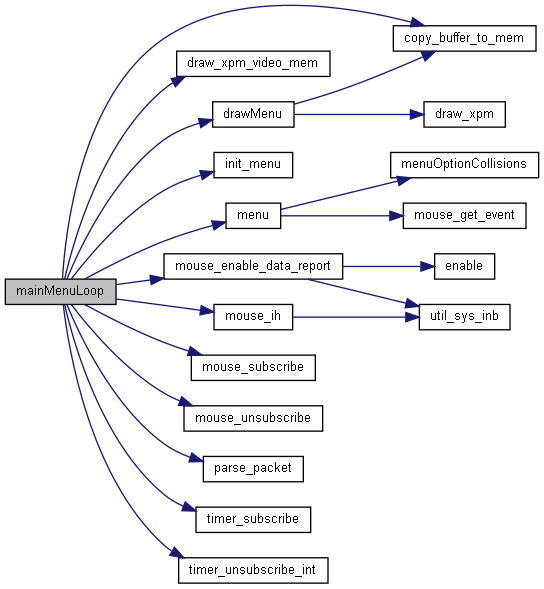 copy_buffer_to_mem
draw_xpm_video_mem
drawMenu
draw_xpm
init_menu
menuOptionCollisions
menu
mouse_get_event
mouse_enable_data_report
enable
mainMenuLoop
mouse_ih
util_sys_inb
mouse_subscribe
mouse_unsubscribe
parse_packet
timer_subscribe
timer_unsubscribe_int